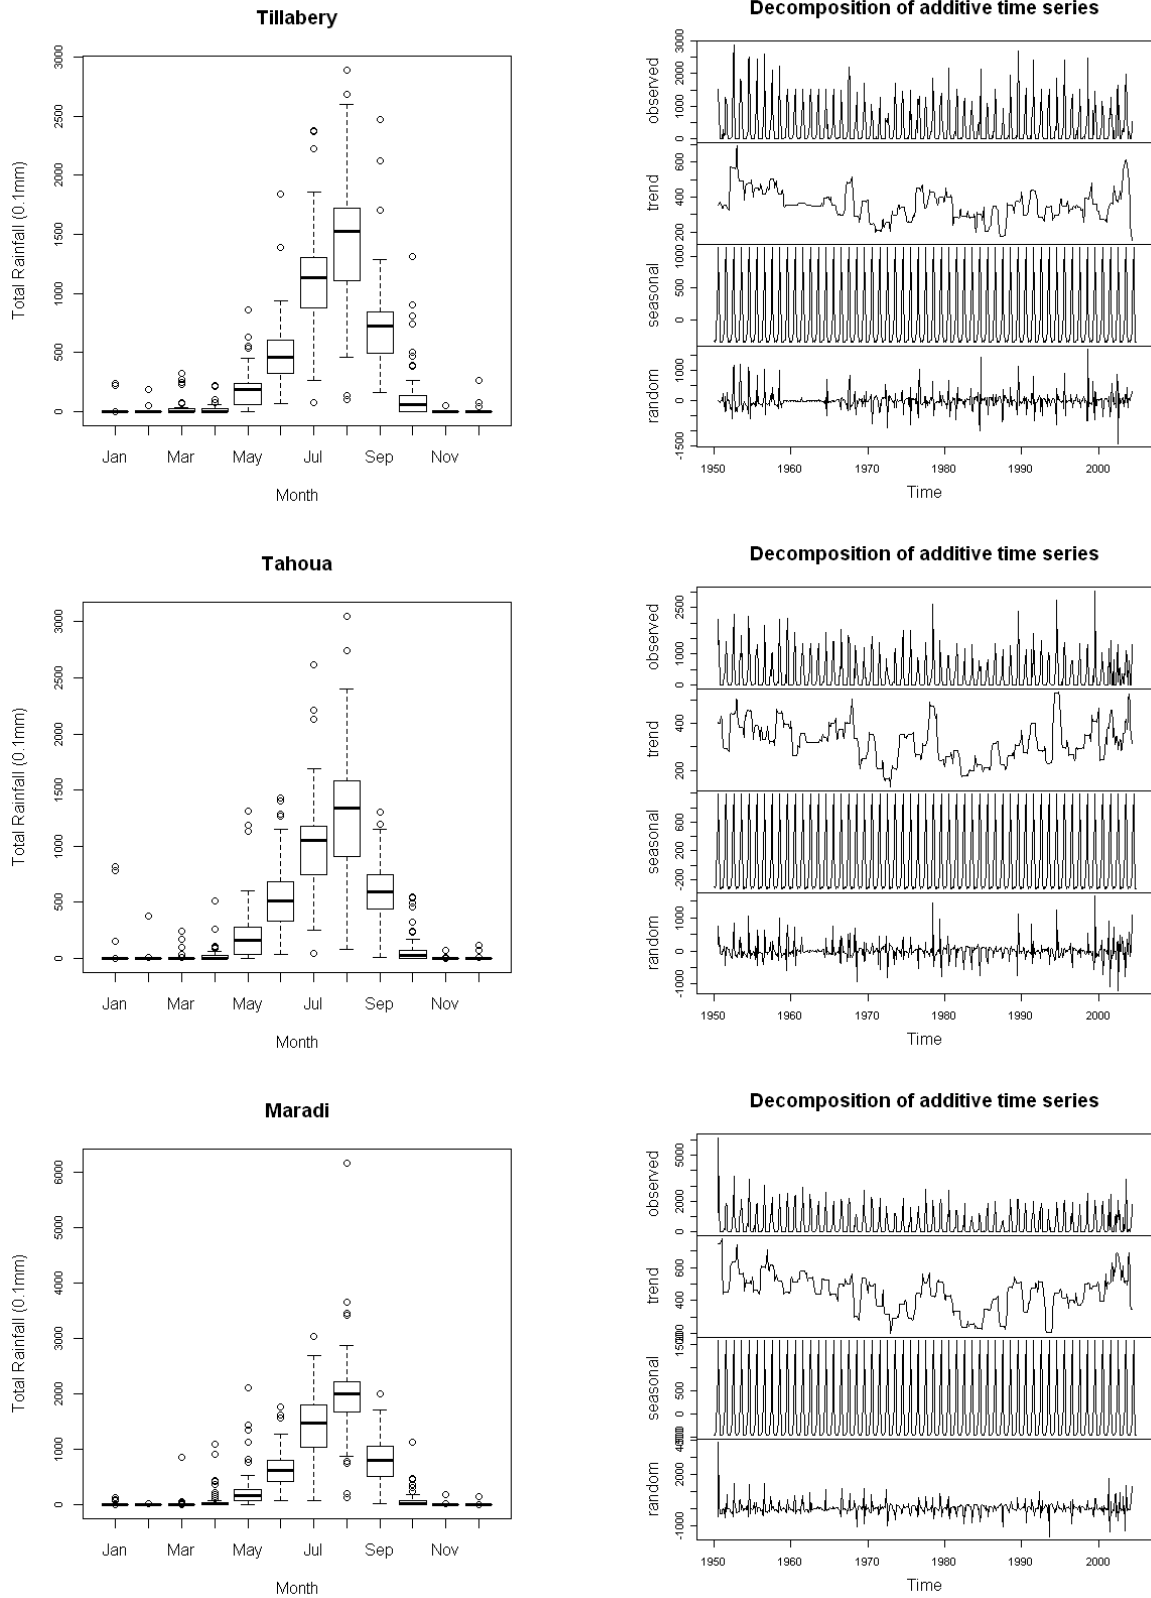 Tillabery
Total Rainfall (0.1mm)
3000
2500
2000
1500
1000
500
0
Jan Mar May Jul Sep Nov
Month
Decomposition of additive time series
observed
3000
2000
1000
0
trend
600
400
200
seasonal
1000
500
0
random
1000
0
-1500
1950 1960 1970 1980 1990 2000
Time
Tahoua
Total Rainfall (0.1mm)
3000
2500
2000
1500
1000
500
0
Jan Mar May Jul Sep Nov
Month
Decomposition of additive time series
observed
2500
1000
0
trend
400
200
seasonal
600
200
-200
random
1000
0
-1000
1950 1960 1970 1980 1990 2000
Time
Maradi
Total Rainfall (0.1mm)
6000
5000
4000
3000
2000
1000
0
Jan Mar May Jul Sep Nov
Month
Decomposition of additive time series
observed
5000
2000
0
trend
600
400
seasonal
500
0
random
2000
0
-1000
1950 1960 1970 1980 1990 2000
Time